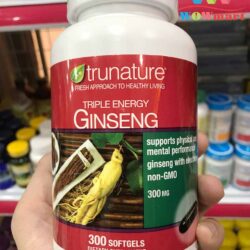 trunature
FRESH APPROACH TO HEALTHY LIVING
TRIPLE ENERGY
GINSENG
supports physical
mental performance
ginseng with
non-GMO
300 MG
300 SOFTGELS